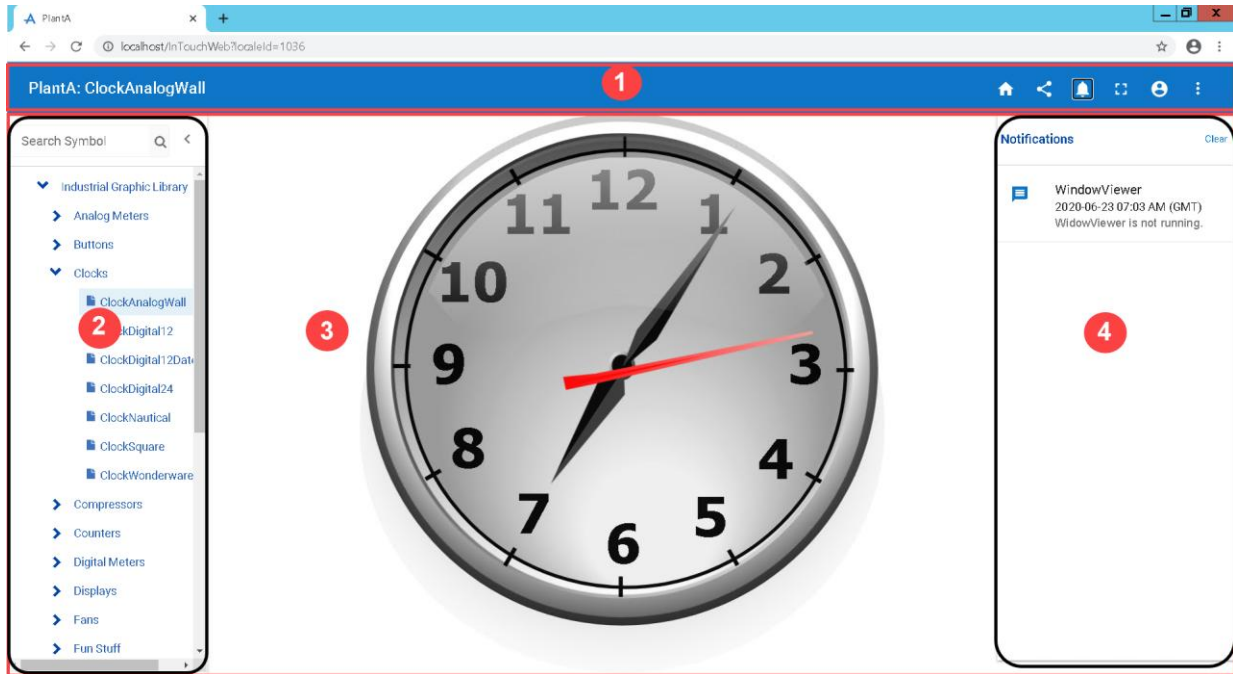 PlantA
localhost/InTouchWeb?localeId=1036
PlantA: ClockAnalogWall
1
Search Symbol
Industrial Graphic Library
Analog Meters
Buttons
Clocks
ClockAnalogWall
2
kDigital12
ClockDigital12Date
ClockDigital24
ClockNautical
ClockSquare
ClockWonderware
Compressors
Counters
Digital Meters
Displays
Fans
Fun Stuff
3
12
1
2
3
4
5
6
7
8
9
10
11
Notifications
Clear
WindowViewer
2020-06-23 07:03 AM (GMT)
WidowViewer is not running.
4